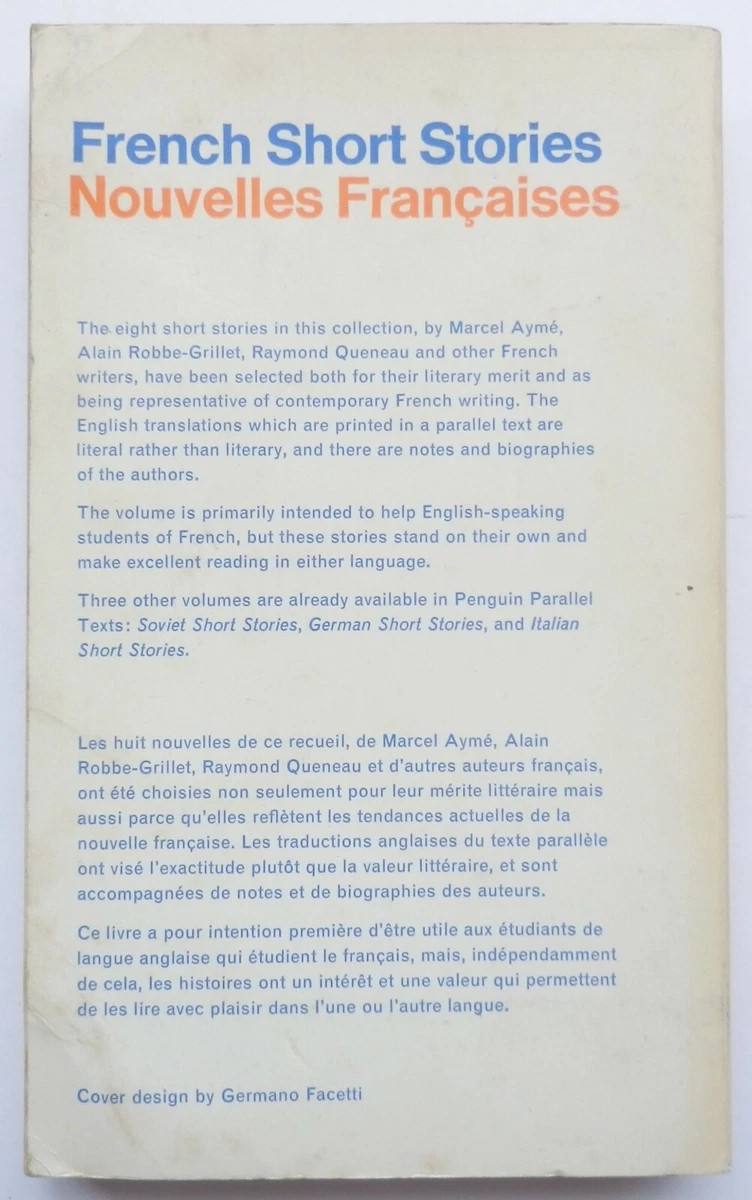 French Short Stories
Nouvelles Françaises
The eight short stories in this collection, by Marcel Aymé,
Alain Robbe-Grillet, Raymond Queneau and other French
writers, have been selected both for their literary merit and as
being representative of contemporary French writing. The
English translations which are printed in a parallel text are
literal rather than literary, and there are notes and biographies
of the authors.
The volume is primarily intended to help English-speaking
students of French, but these stories stand on their own and
make excellent reading in either language.
Three other volumes are already available in Penguin Parallel
Texts: Soviet Short Stories, German Short Stories, and Italian
Short Stories.
Les huit nouvelles de ce recueil, de Marcel Aymé, Alain
Robbe-Grillet, Raymond Queneau et d'autres auteurs français,
ont été choisies non seulement pour leur mérite littéraire mais
aussi parce qu'elles reflètent les tendances actuelles de la
nouvelle française. Les traductions anglaises du texte parallèle
ont visé l'exactitude plutôt que la valeur littéraire, et sont
accompagnées de notes et de biographies des auteurs.
Ce livre a pour intention première d'être utile aux étudiants de
langue anglaise qui étudient le français, mais, indépendamment
de cela, les histoires ont un intérêt et une valeur qui permettent
de les lire avec plaisir dans l'une ou l'autre langue.
Cover design by Germano Facetti